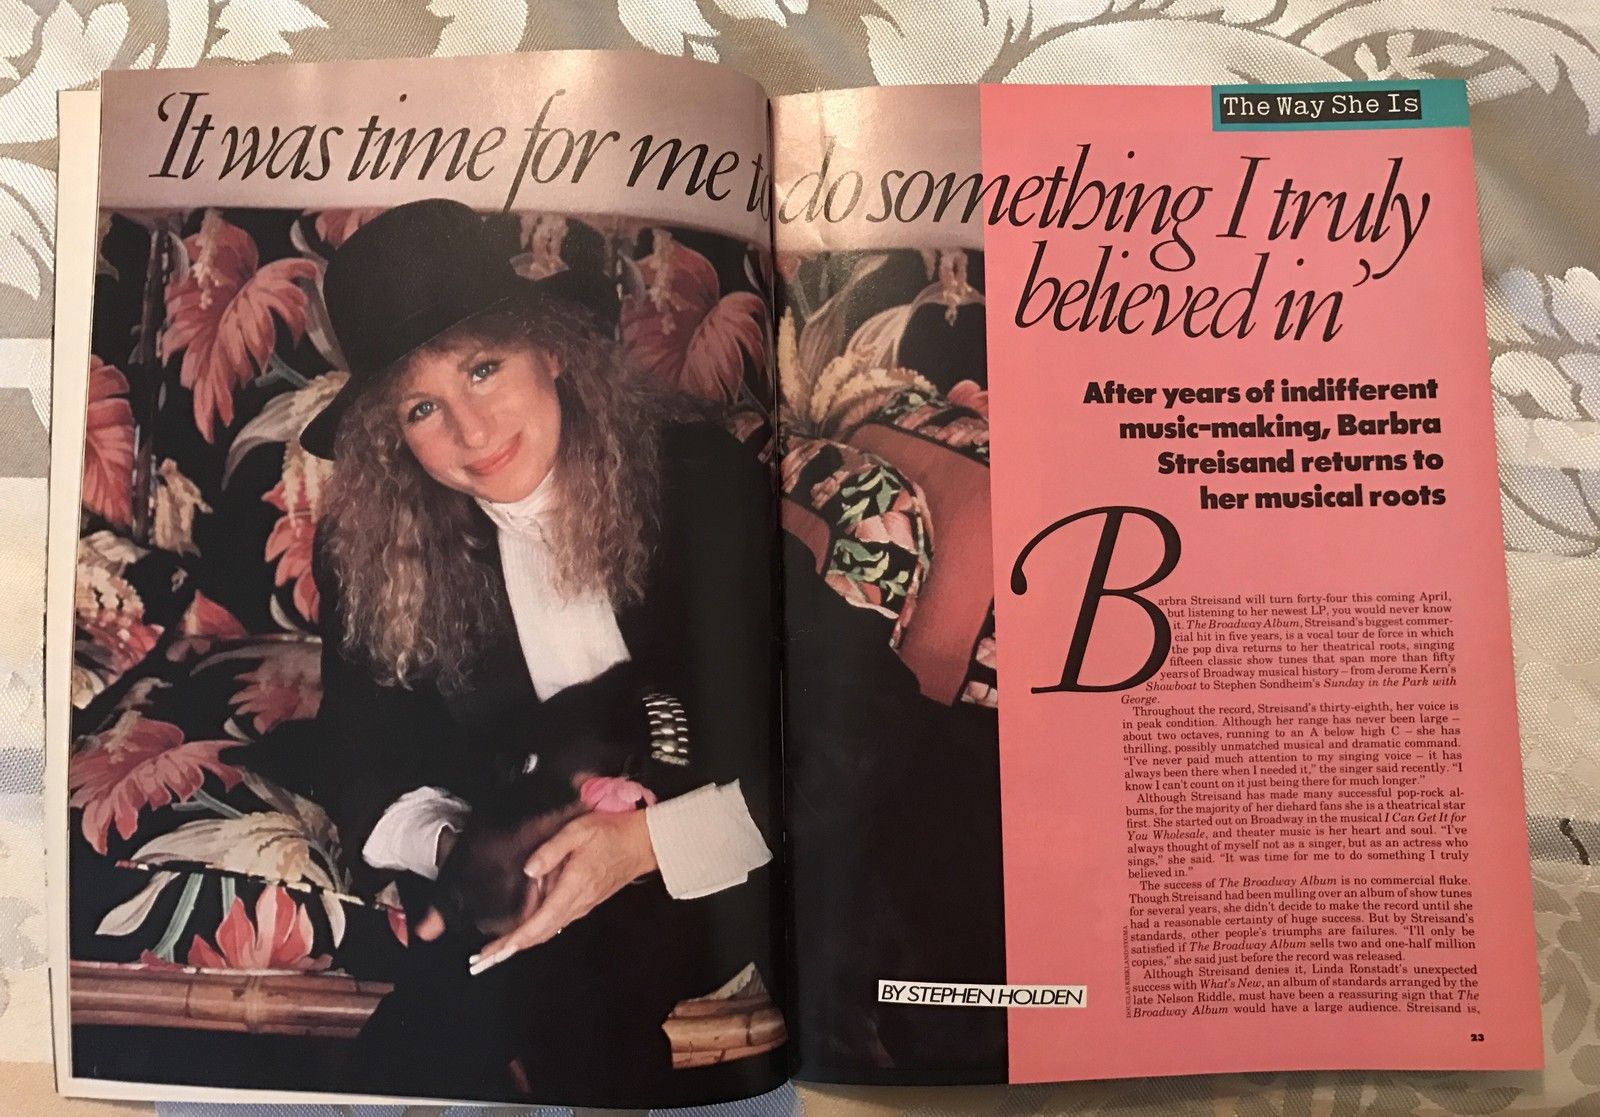 It was time for me to do something I truly
believed in'
The Way She Is
After years of indifferent
music-making, Barbra
Streisand returns to
her musical roots
Barbra Streisand will turn forty-four this coming April,
but listening to her newest LP, you would never know
it. The Broadway Album, Streisand's biggest commer-
cial hit in five years, is a vocal tour de force in which
the pop diva returns to her theatrical roots, singing
fifteen classic show tunes that span more than fifty
years of Broadway musical history – from Jerome Kern's
Showboat to Stephen Sondheim's Sunday in the Park with
George.
Throughout the record, Streisand's thirty-eighth, her voice is
in peak condition. Although her range has never been large –
about two octaves, running to an A below high C – she has
thrilling, possibly unmatched musical and dramatic command.
"I've never paid much attention to my singing voice – it has
always been there when I needed it," the singer said recently. "I
know I can't count on it just being there for much longer."
Although Streisand has made many successful pop-rock al-
bums, for the majority of her diehard fans she is a theatrical star
first. She started out on Broadway in the musical I Can Get It for
You Wholesale, and theater music is her heart and soul. "I've
always thought of myself not as a singer, but as an actress who
sings," she said. "It was time for me to do something I truly
believed in."
The success of The Broadway Album is no commercial fluke.
Though Streisand had been mulling over an album of show tunes
for several years, she didn't decide to make the record until she
had a reasonable certainty of huge success. But by Streisand's
standards, other people's triumphs are failures. "I'll only be
satisfied if The Broadway Album sells two and one-half million
copies," she said just before the record was released.
Although Streisand denies it, Linda Ronstadt's unexpected
success with What's New, an album of standards arranged by the
late Nelson Riddle, must have been a reassuring sign that The
Broadway Album would have a large audience. Streisand is,
DOUGLAS KIRKLAND/SYGMA
BY STEPHEN HOLDEN
23